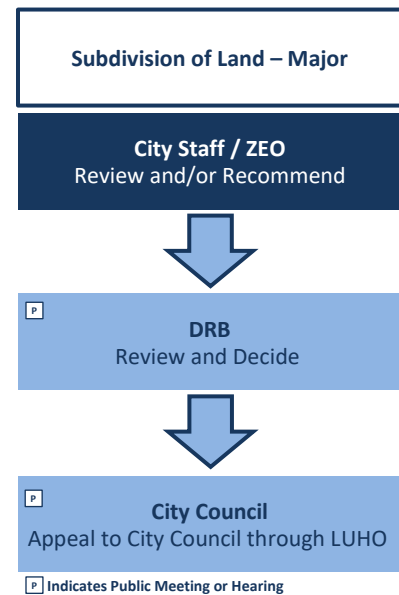 Subdivision of Land – Major
City Staff / ZEO
Review and/or Recommend
P
DRB
Review and Decide
P
City Council
Appeal to City Council through LUHO
P Indicates Public Meeting or Hearing